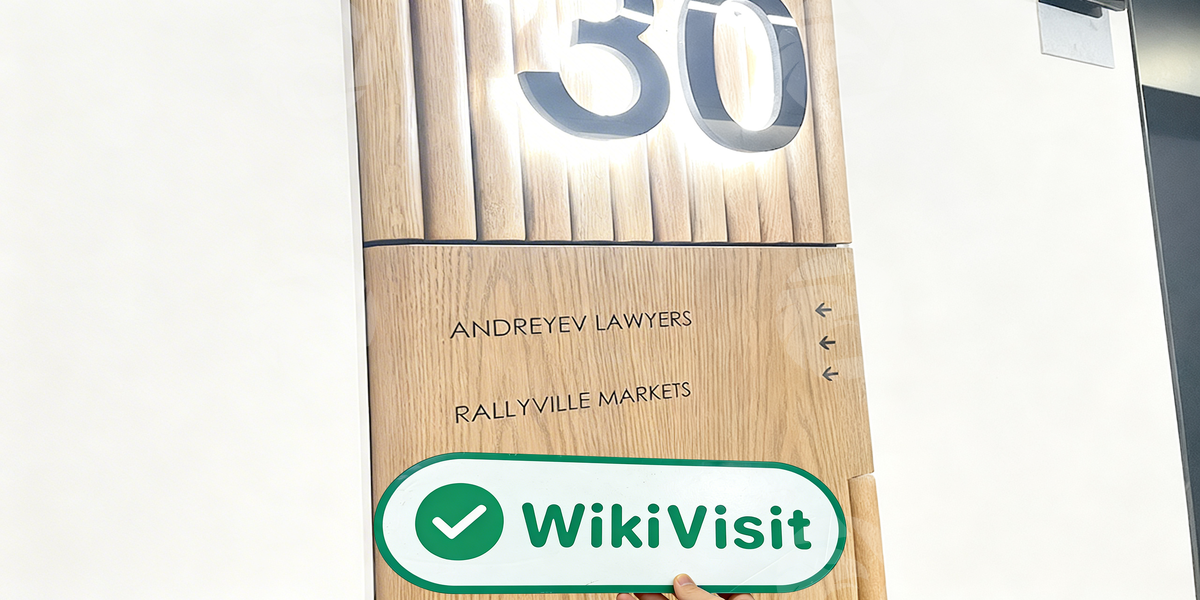 30
ANDREYEV LAWYERS
RALLYVILLE MARKETS
WikiVisit